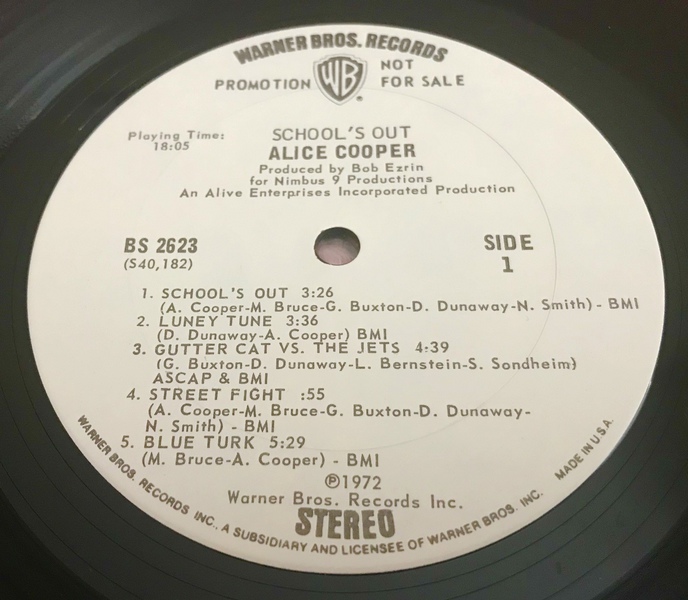 WARNER BROS. RECORDS
PROMOTION WB NOT
FOR SALE
Playing Time:
18:05
SCHOOL'S OUT
ALICE COOPER
Produced by Bob Ezrin
for Nimbus 9 Productions
An Alive Enterprises Incorporated Production
BS 2623
(S40,182)
SIDE
1
1. SCHOOL'S OUT 3:26
(A. Cooper-M. Bruce-G. Buxton-D. Dunaway-N. Smith) - BMI
2. LUNEY TUNE 3:36
(D. Dunaway-A. Cooper) BMI
3. GUTTER CAT VS. THE JETS 4:39
(G. Buxton-D. Dunaway-L. Bernstein-S. Sondheim)
ASCAP & BMI
4. STREET FIGHT :55
(A. Cooper-M. Bruce-G. Buxton-D. Dunaway-
N. Smith) - BMI
5. BLUE TURK 5:29
(M. Bruce-A. Cooper) - BMI
℗1972
Warner Bros. Records Inc.
STEREO
WARNER BROS. RECORDS INC., A SUBSIDIARY AND LICENSEE OF WARNER BROS. INC. MADE IN U.S.A.